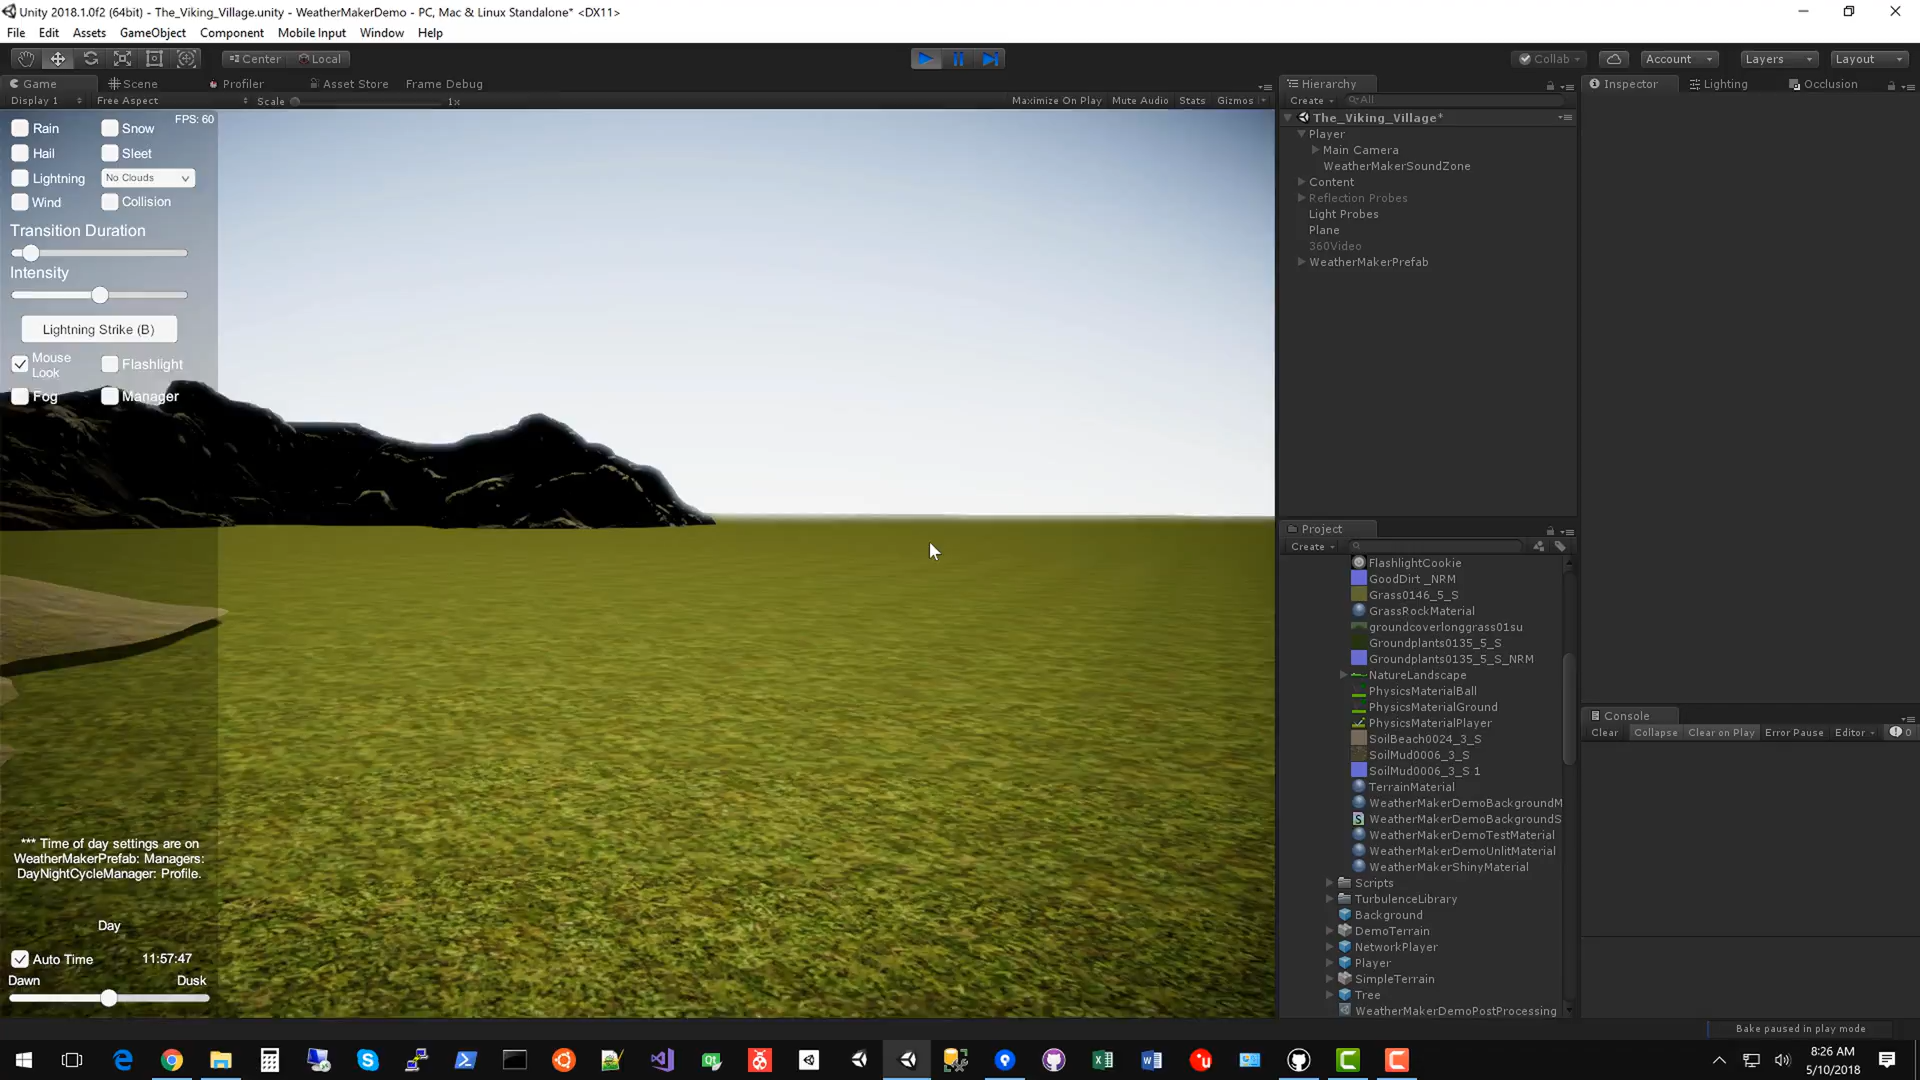 Unity 2018.1.0f2 (64bit) - The_Viking_Village.unity - WeatherMakerDemo - PC, Mac & Linux Standalone* <DX11>
File Edit Assets GameObject Component Mobile Input Window Help
Center Local
Collab Account Layers Layout
Game Scene Profiler Asset Store Frame Debug
Display 1 Free Aspect Scale 1x Maximize On Play Mute Audio Stats Gizmos
FPS: 60
Rain Snow
Hail Sleet
Lightning No Clouds
Wind Collision
Transition Duration
Intensity
Lightning Strike (B)
Mouse Look Flashlight
Fog Manager
*** Time of day settings are on
WeatherMakerPrefab: Managers:
DayNightCycleManager: Profile.
Day
Auto Time 11:57:47
Dawn Dusk
Hierarchy
Create All
The_Viking_Village*
Player
Main Camera
WeatherMakerSoundZone
Content
Reflection Probes
Light Probes
Plane
360Video
WeatherMakerPrefab
Project
Create
FlashlightCookie
GoodDirt _NRM
Grass0146_5_S
GrassRockMaterial
groundcoverlonggrass01su
Groundplants0135_5_S
Groundplants0135_5_S_NRM
NatureLandscape
PhysicsMaterialBall
PhysicsMaterialGround
PhysicsMaterialPlayer
SoilBeach0024_3_S
SoilMud0006_3_S
SoilMud0006_3_S 1
TerrainMaterial
WeatherMakerDemoBackgroundM
WeatherMakerDemoBackgroundS
WeatherMakerDemoTestMaterial
WeatherMakerDemoUnlitMaterial
WeatherMakerShinyMaterial
Scripts
TurbulenceLibrary
Background
DemoTerrain
NetworkPlayer
Player
SimpleTerrain
Tree
WeatherMakerDemoPostProcessing
Inspector Lighting Occlusion
Console
Clear Collapse Clear on Play Error Pause Editor 0
Bake paused in play mode
8:26 AM
5/10/2018